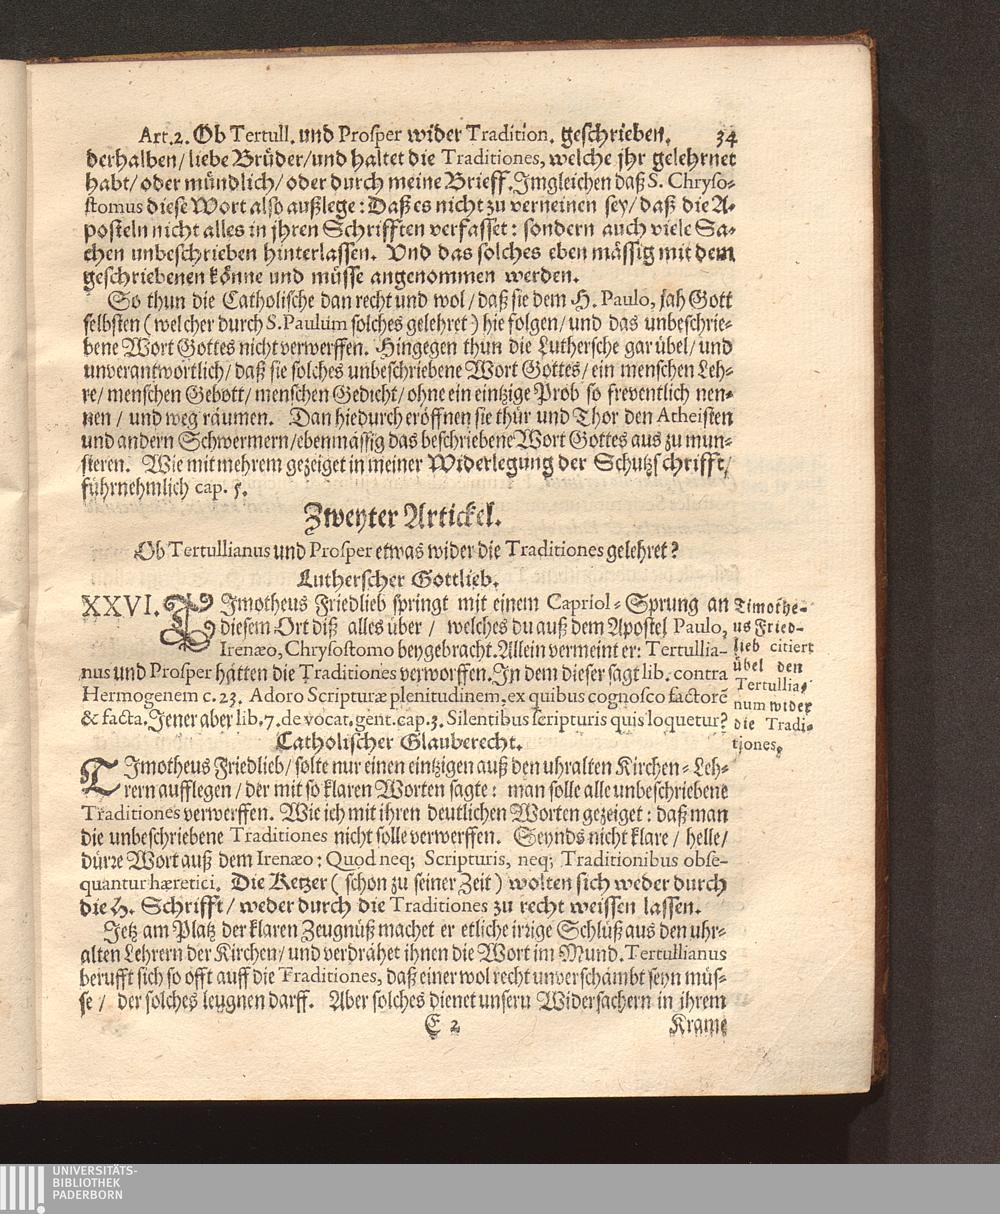 Art.2. Ob Tertull. und Proſper wider Tradition. geſchrieben. 34
derhalben/ liebe Brüder/und haltet die Traditiones, welche jhr gelehrnet
habt/ oder mündlich/ oder durch meine Brieff. Imgleichen daß S. Chryſo-
ſtomus dieſe Wort alſo außlege: Daß es nicht zu verneinen ſey/ daß die A-
poſteln nicht alles in jhren Schrifften verfaſſet: ſondern auch viele Sa-
chen unbeſchrieben hinterlaſſen. Vnd das ſolches eben mäſſig mit dem
geſchriebenen könne und müſſe angenommen werden.
So thun die Catholiſche dan recht und wol/ daß ſie dem H. Paulo, jah Gott
ſelbſten (welcher durch S. Paulum ſolches gelehret) hie folgen/ und das unbeſchrie-
bene Wort Gottes nicht verwerffen. Hingegen thun die Lutherſche gar übel/ und
unverantwortlich/ daß ſie ſolches unbeſchriebene Wort Gottes/ ein menſchen Leh-
re/ menſchen Gebott/ menſchen Gedicht/ ohne ein eintzige Prob ſo freventlich nen-
nen/ und weg räumen. Dan hiedurch eröffnen ſie thür und Thor den Atheiſten
und andern Schwermern/ebenmäſſig das beſchriebene Wort Gottes aus zu mun-
ſteren. Wie mit mehrem gezeiget in meiner Widerlegung der Schutzſchrifft/
führnehmlich cap. 5.
Zweyter Artickel.
Ob Tertullianus und Proſper etwas wider die Traditiones gelehret?
Lutherſcher Gottlieb.
XXVI. TImotheus Friedlieb ſpringt mit einem Capriol-Sprung an
dieſem Ort diß alles über/ welches du auß dem Apoſtel Paulo,
Irenæo, Chryſoſtomo beygebracht. Allein vermeint er: Tertullia-
nus und Proſper hätten die Traditiones verworffen. In dem dieſer ſagt lib. contra
Hermogenem c. 23. Adoro Scripturæ plenitudinem, ex quibus cognoſco factorē
& facta. Jener aber lib. 7. de vocat. gent. cap. 3. Silentibus ſcripturis quis loquetur?
Timothe-
us Fried-
lieb citiert
übel den
Tertullia-
num wider
die Tradi-
tiones.
Catholiſcher Glauberecht.
TImotheus Friedlieb/ ſolte nur einen eintzigen auß den uhralten Kirchen-Leh-
rern aufflegen/ der mit ſo klaren Worten ſagte: man ſolle alle unbeſchriebene
Traditiones verwerffen. Wie ich mit ihren deutlichen Worten gezeiget: daß man
die unbeſchriebene Traditiones nicht ſolle verwerffen. Seynds nicht klare/ helle/
dürre Wort auß dem Irenæo: Quod neq; Scripturis, neq; Traditionibus obſe-
quantur hæretici. Die Ketzer (ſchon zu ſeiner Zeit) wolten ſich weder durch
die H. Schrifft/ weder durch die Traditiones zu recht weiſſen laſſen.
Jetz am Platz der klaren Zeugnüß machet er etliche irrige Schlüß aus den uhr-
alten Lehrern der Kirchen/ und verdrähet ihnen die Wort im Mund. Tertullianus
berufft ſich ſo offt auff die Traditiones, daß einer wol recht unverſchämbt ſeyn müſ-
ſe/ der ſolches leugnen darff. Aber ſolches dienet unſern Widerſachern in ihrem
E 2 Krame
UNIVERSITÄTS-
BIBLIOTHEK
PADERBORN